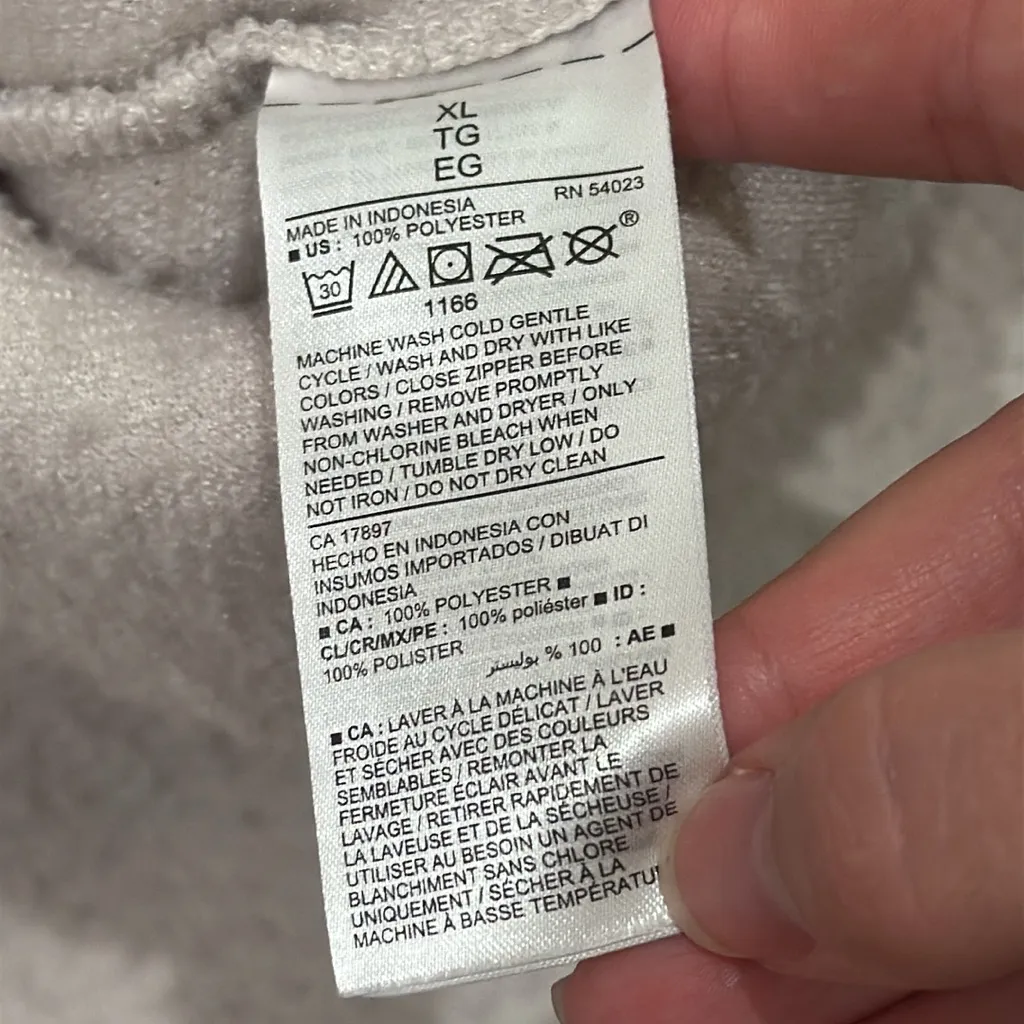 XL
TG
EG
RN 54023
MADE IN INDONESIA
■ US : 100% POLYESTER
30
®
1166
MACHINE WASH COLD GENTLE
CYCLE / WASH AND DRY WITH LIKE
COLORS / CLOSE ZIPPER BEFORE
WASHING / REMOVE PROMPTLY
FROM WASHER AND DRYER / ONLY
NON-CHLORINE BLEACH WHEN
NEEDED / TUMBLE DRY LOW / DO
NOT IRON / DO NOT DRY CLEAN
CA 17897
HECHO EN INDONESIA CON
INSUMOS IMPORTADOS / DIBUAT DI
INDONESIA
■ CA : 100% POLYESTER ■
CL/CR/MX/PE : 100% poliéster ■ ID :
100% POLISTER
■ AE : 100 % بوليستر
■ CA : LAVER À LA MACHINE À L'EAU
FROIDE AU CYCLE DÉLICAT / LAVER
ET SÉCHER AVEC DES COULEURS
SEMBLABLES / REMONTER LA
FERMETURE ÉCLAIR AVANT LE
LAVAGE / RETIRER RAPIDEMENT DE
LA LAVEUSE ET DE LA SÉCHEUSE /
UTILISER AU BESOIN UN AGENT DE
BLANCHIMENT SANS CHLORE
UNIQUEMENT / SÉCHER À LA
MACHINE À BASSE